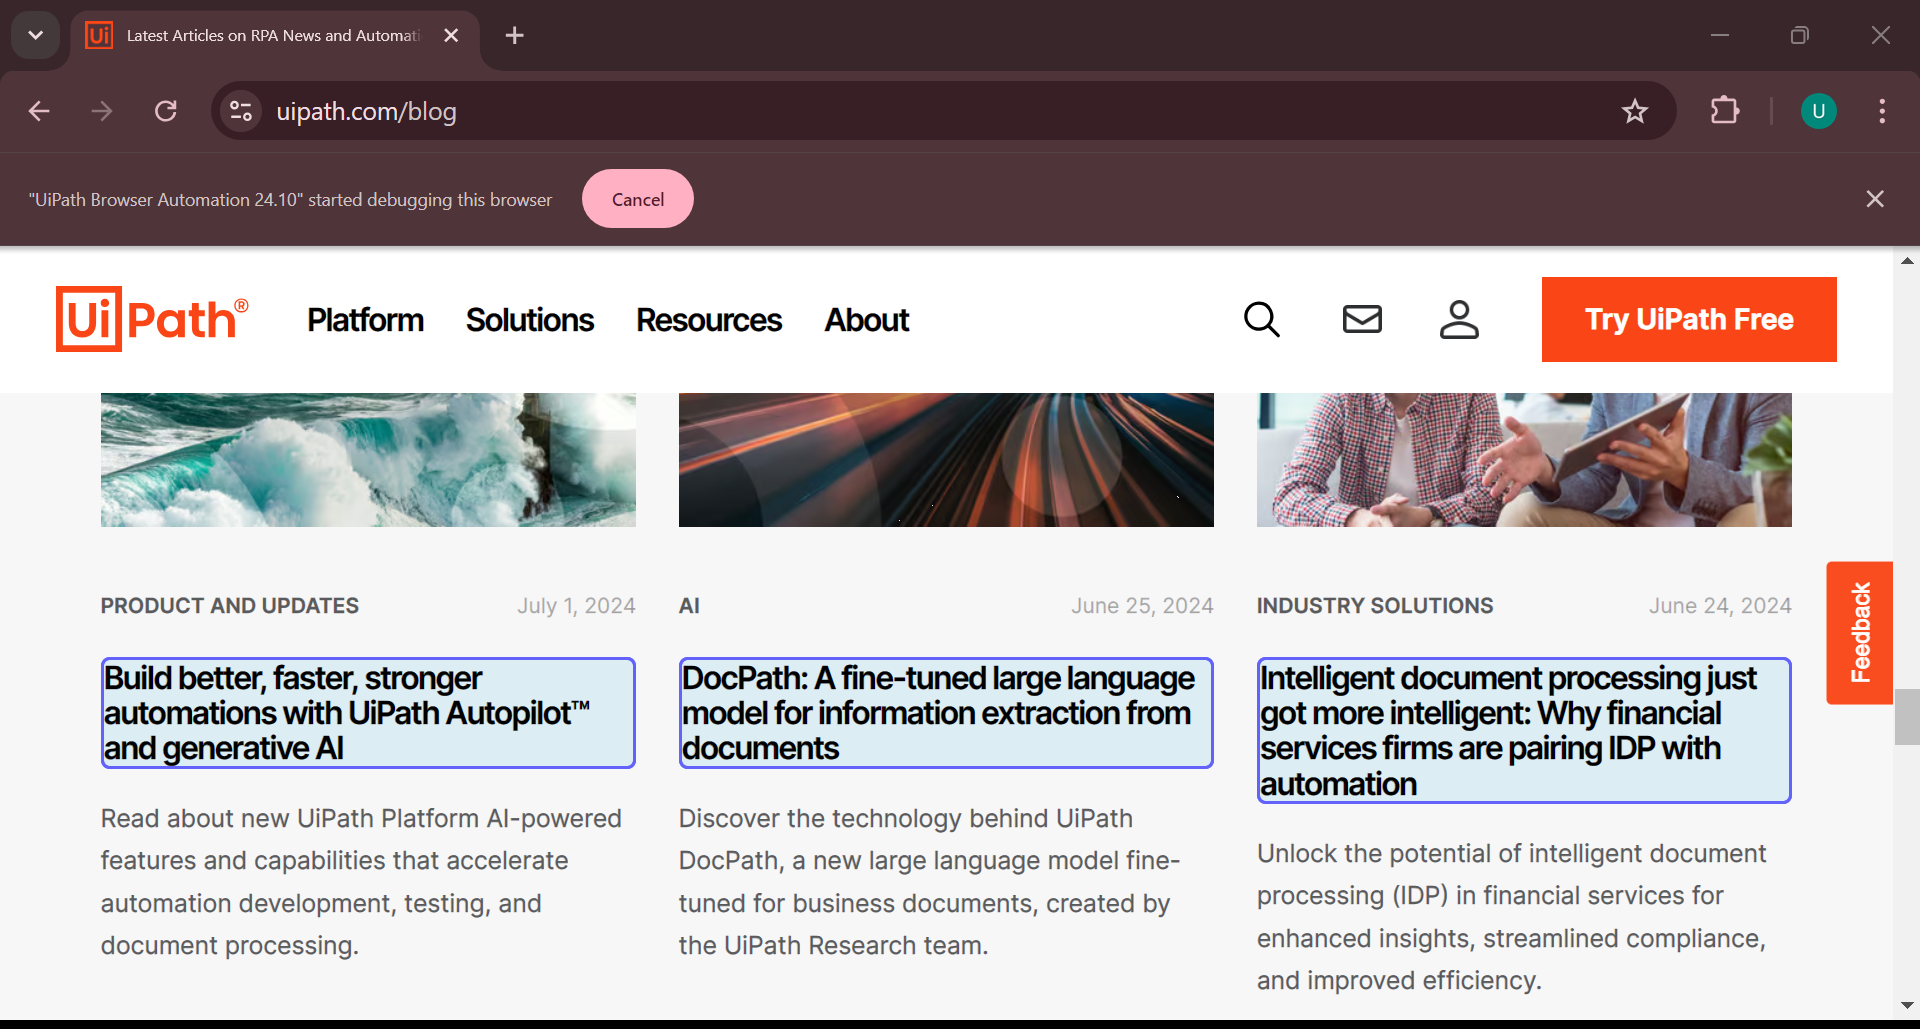 Ui
Latest Articles on RPA News and Automati
uipath.com/blog
U
"UiPath Browser Automation 24.10" started debugging this browser
Cancel
UiPath®
Platform
Solutions
Resources
About
Try UiPath Free
PRODUCT AND UPDATES
July 1, 2024
Build better, faster, stronger
automations with UiPath Autopilot™
and generative AI
Read about new UiPath Platform AI-powered
features and capabilities that accelerate
automation development, testing, and
document processing.
AI
June 25, 2024
DocPath: A fine-tuned large language
model for information extraction from
documents
Discover the technology behind UiPath
DocPath, a new large language model fine-
tuned for business documents, created by
the UiPath Research team.
INDUSTRY SOLUTIONS
June 24, 2024
Intelligent document processing just
got more intelligent: Why financial
services firms are pairing IDP with
automation
Unlock the potential of intelligent document
processing (IDP) in financial services for
enhanced insights, streamlined compliance,
and improved efficiency.
Feedback